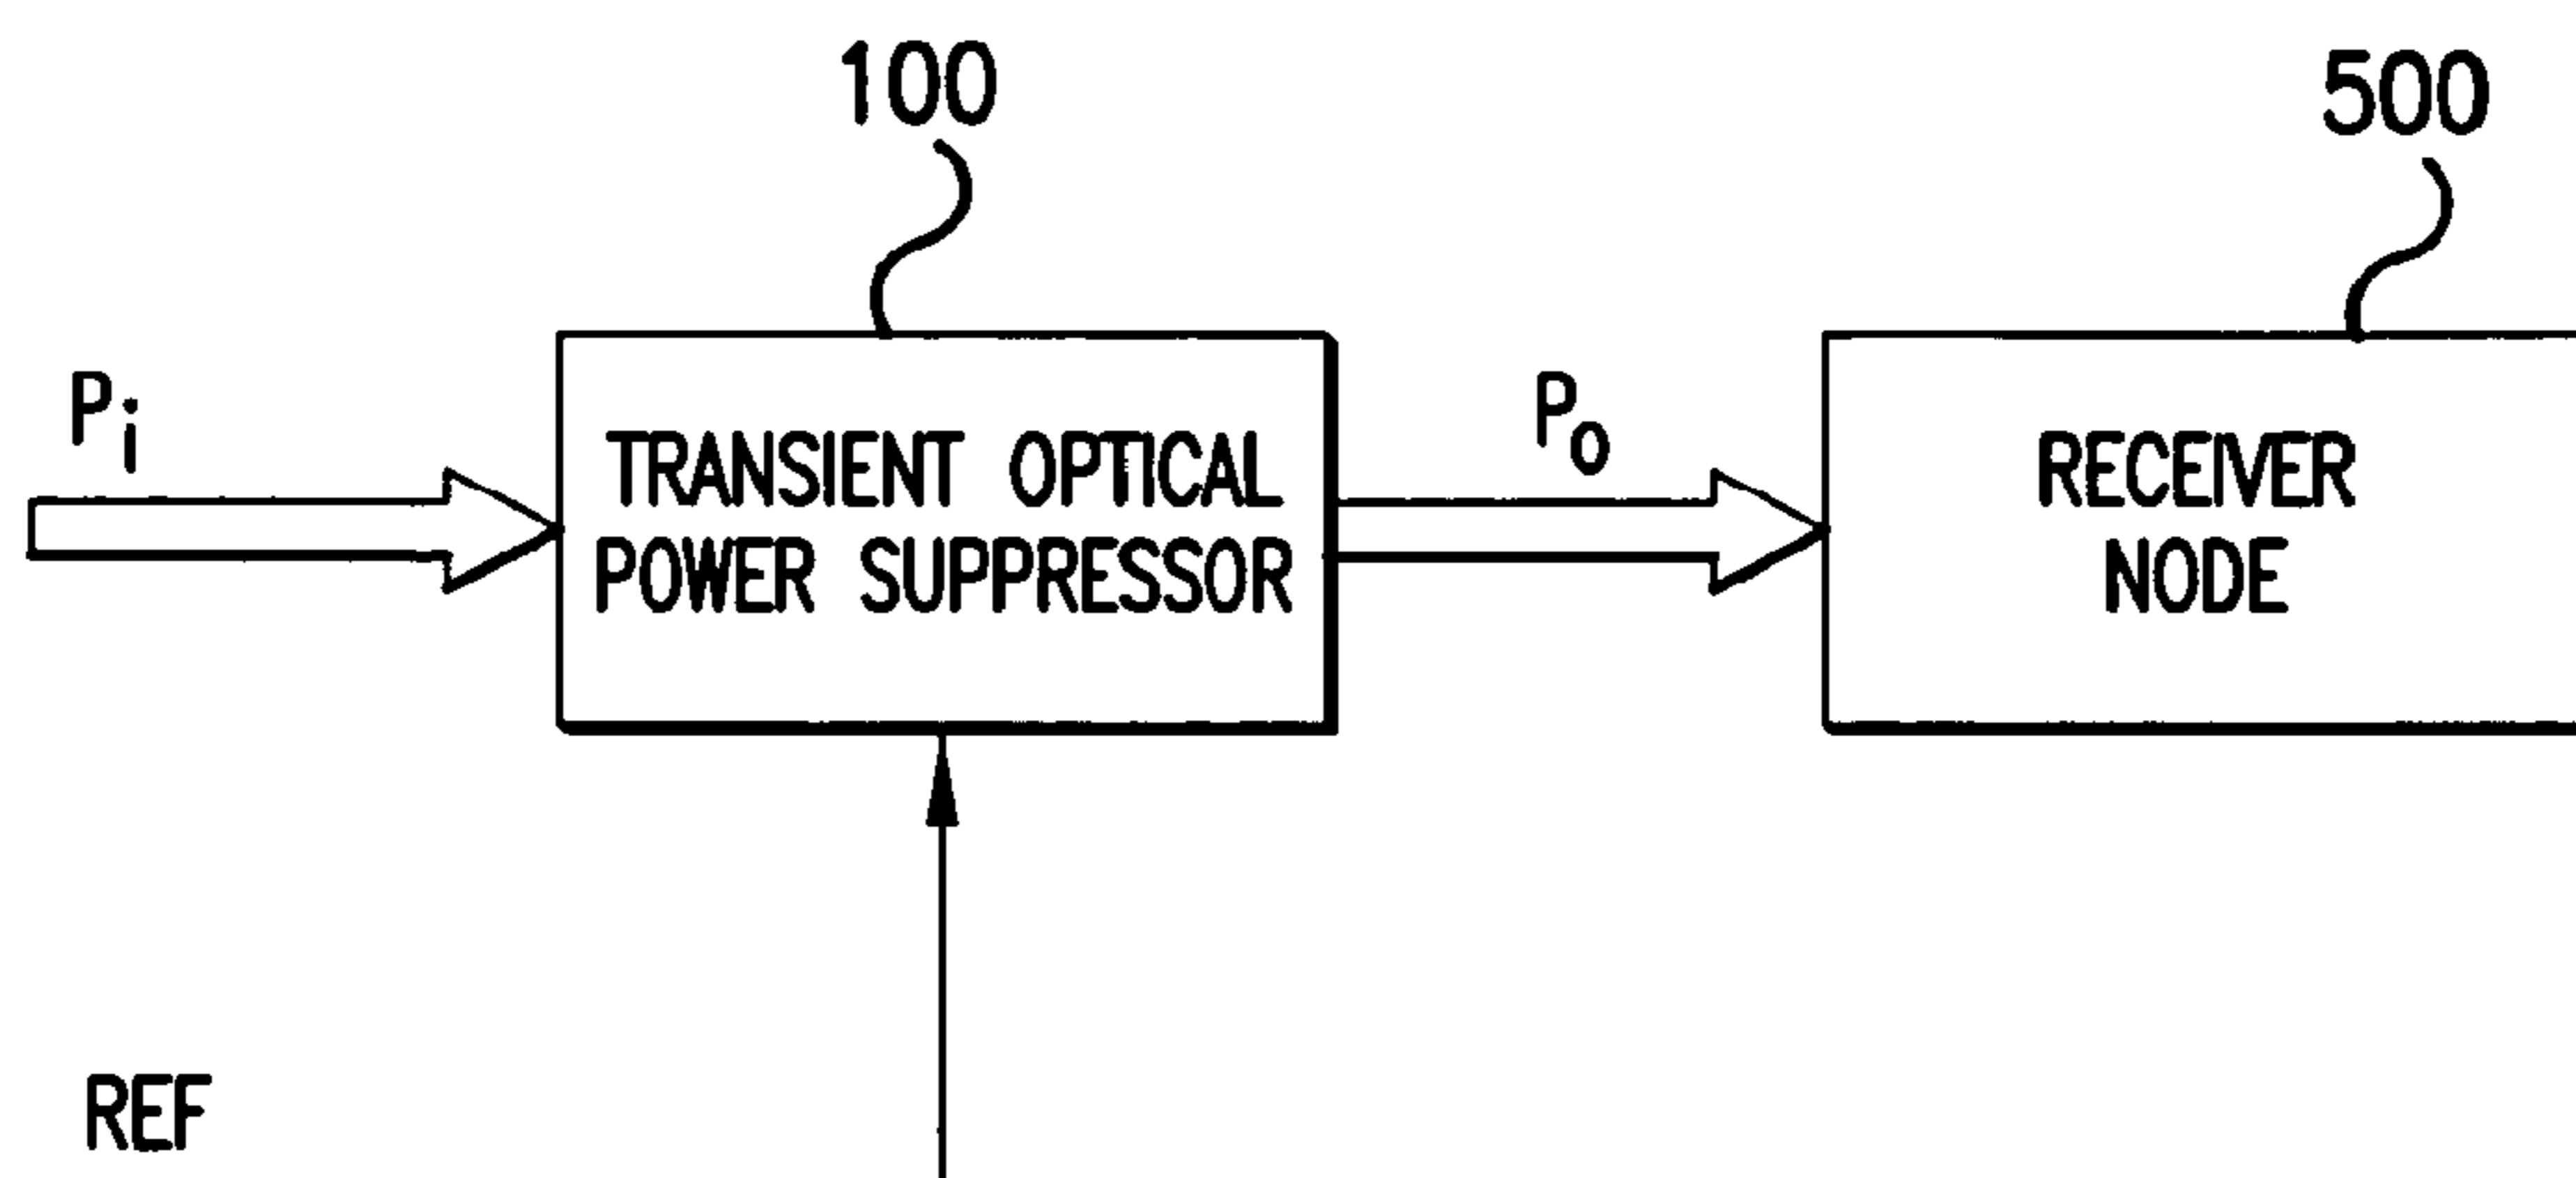 100
500
Pi
TRANSIENT OPTICAL
POWER SUPPRESSOR
Po
RECEIVER
NODE
REF